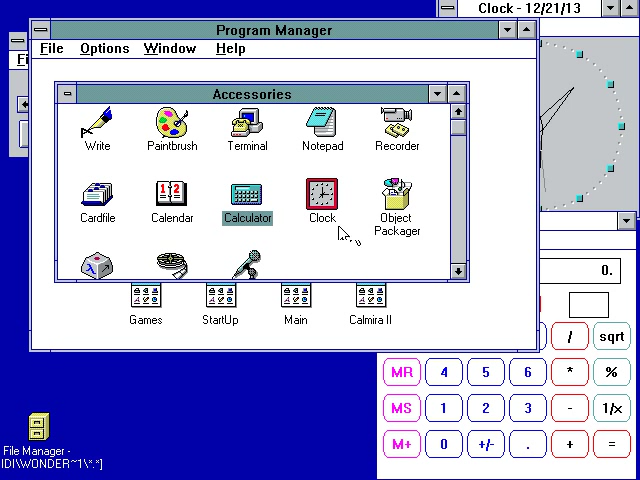 Clock - 12/21/13
Program Manager
File Options Window Help
Accessories
Write Paintbrush Terminal Notepad Recorder
Cardfile Calendar Calculator Clock Object
Packager
Games StartUp Main Calmira II
0.
/ sqrt
MR 4 5 6 * %
MS 1 2 3 - 1/x
M+ 0 +/- . + =
File Manager -
[D:\WONDER~1\*.*]